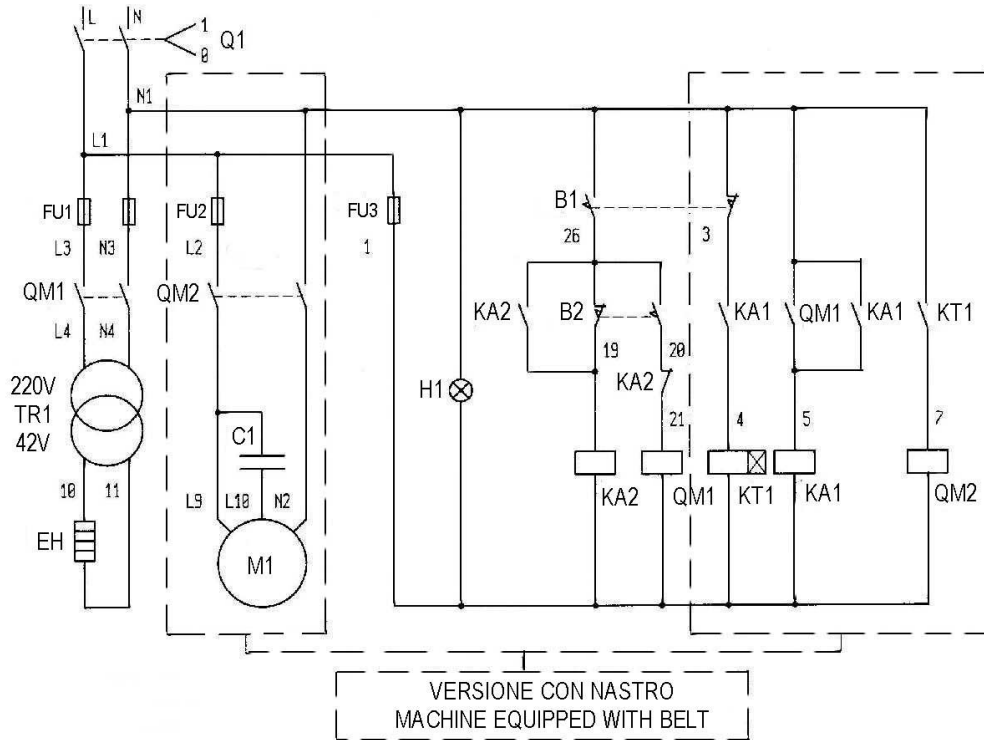 L N
1
0
Q1
N1
L1
FU1
FU2
FU3
B1
L3 N3
L2
1
26
3
QM1
QM2
KA2
B2
KA1
QM1
KA1
KT1
L4 N4
19
20
220V
TR1
42V
KA2
H1
C1
21
4
5
7
10 11
L9
L10
N2
KA2
QM1
KT1
KA1
QM2
EH
M1
VERSIONE CON NASTRO
MACHINE EQUIPPED WITH BELT